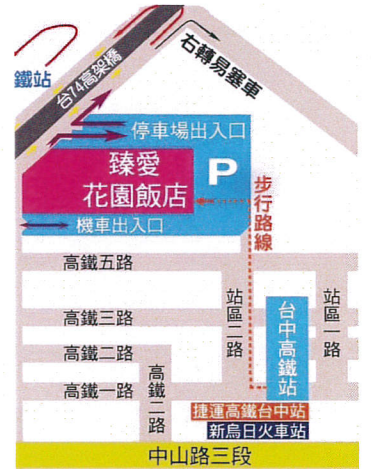 台74高架橋
右轉易塞車
鐵站
停車場出入口
臻愛
花園飯店
P
步行路線
機車出入口
高鐵五路
站區二路
台中高鐵站
站區一路
高鐵三路
高鐵二路
高鐵二路
高鐵一路
捷運高鐵台中站
新烏日火車站
中山路三段